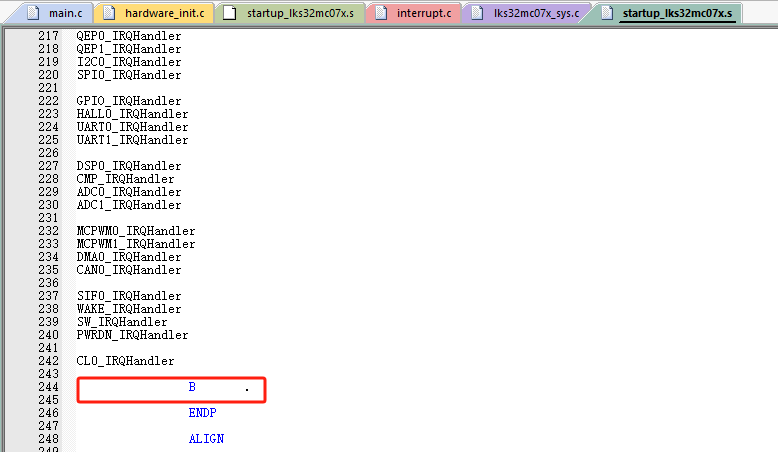 main.c hardware_init.c startup_lks32mc07x.s interrupt.c lks32mc07x_sys.c startup_lks32mc07x.s
217 QEP0_IRQHandler
218 QEP1_IRQHandler
219 I2C0_IRQHandler
220 SPI0_IRQHandler
221
222 GPIO_IRQHandler
223 HALL0_IRQHandler
224 UART0_IRQHandler
225 UART1_IRQHandler
226
227 DSP0_IRQHandler
228 CMP_IRQHandler
229 ADC0_IRQHandler
230 ADC1_IRQHandler
231
232 MCPWM0_IRQHandler
233 MCPWM1_IRQHandler
234 DMA0_IRQHandler
235 CAN0_IRQHandler
236
237 SIF0_IRQHandler
238 WAKE_IRQHandler
239 SW_IRQHandler
240 PWRDN_IRQHandler
241
242 CL0_IRQHandler
243
244 B .
245
246 ENDP
247
248 ALIGN
249